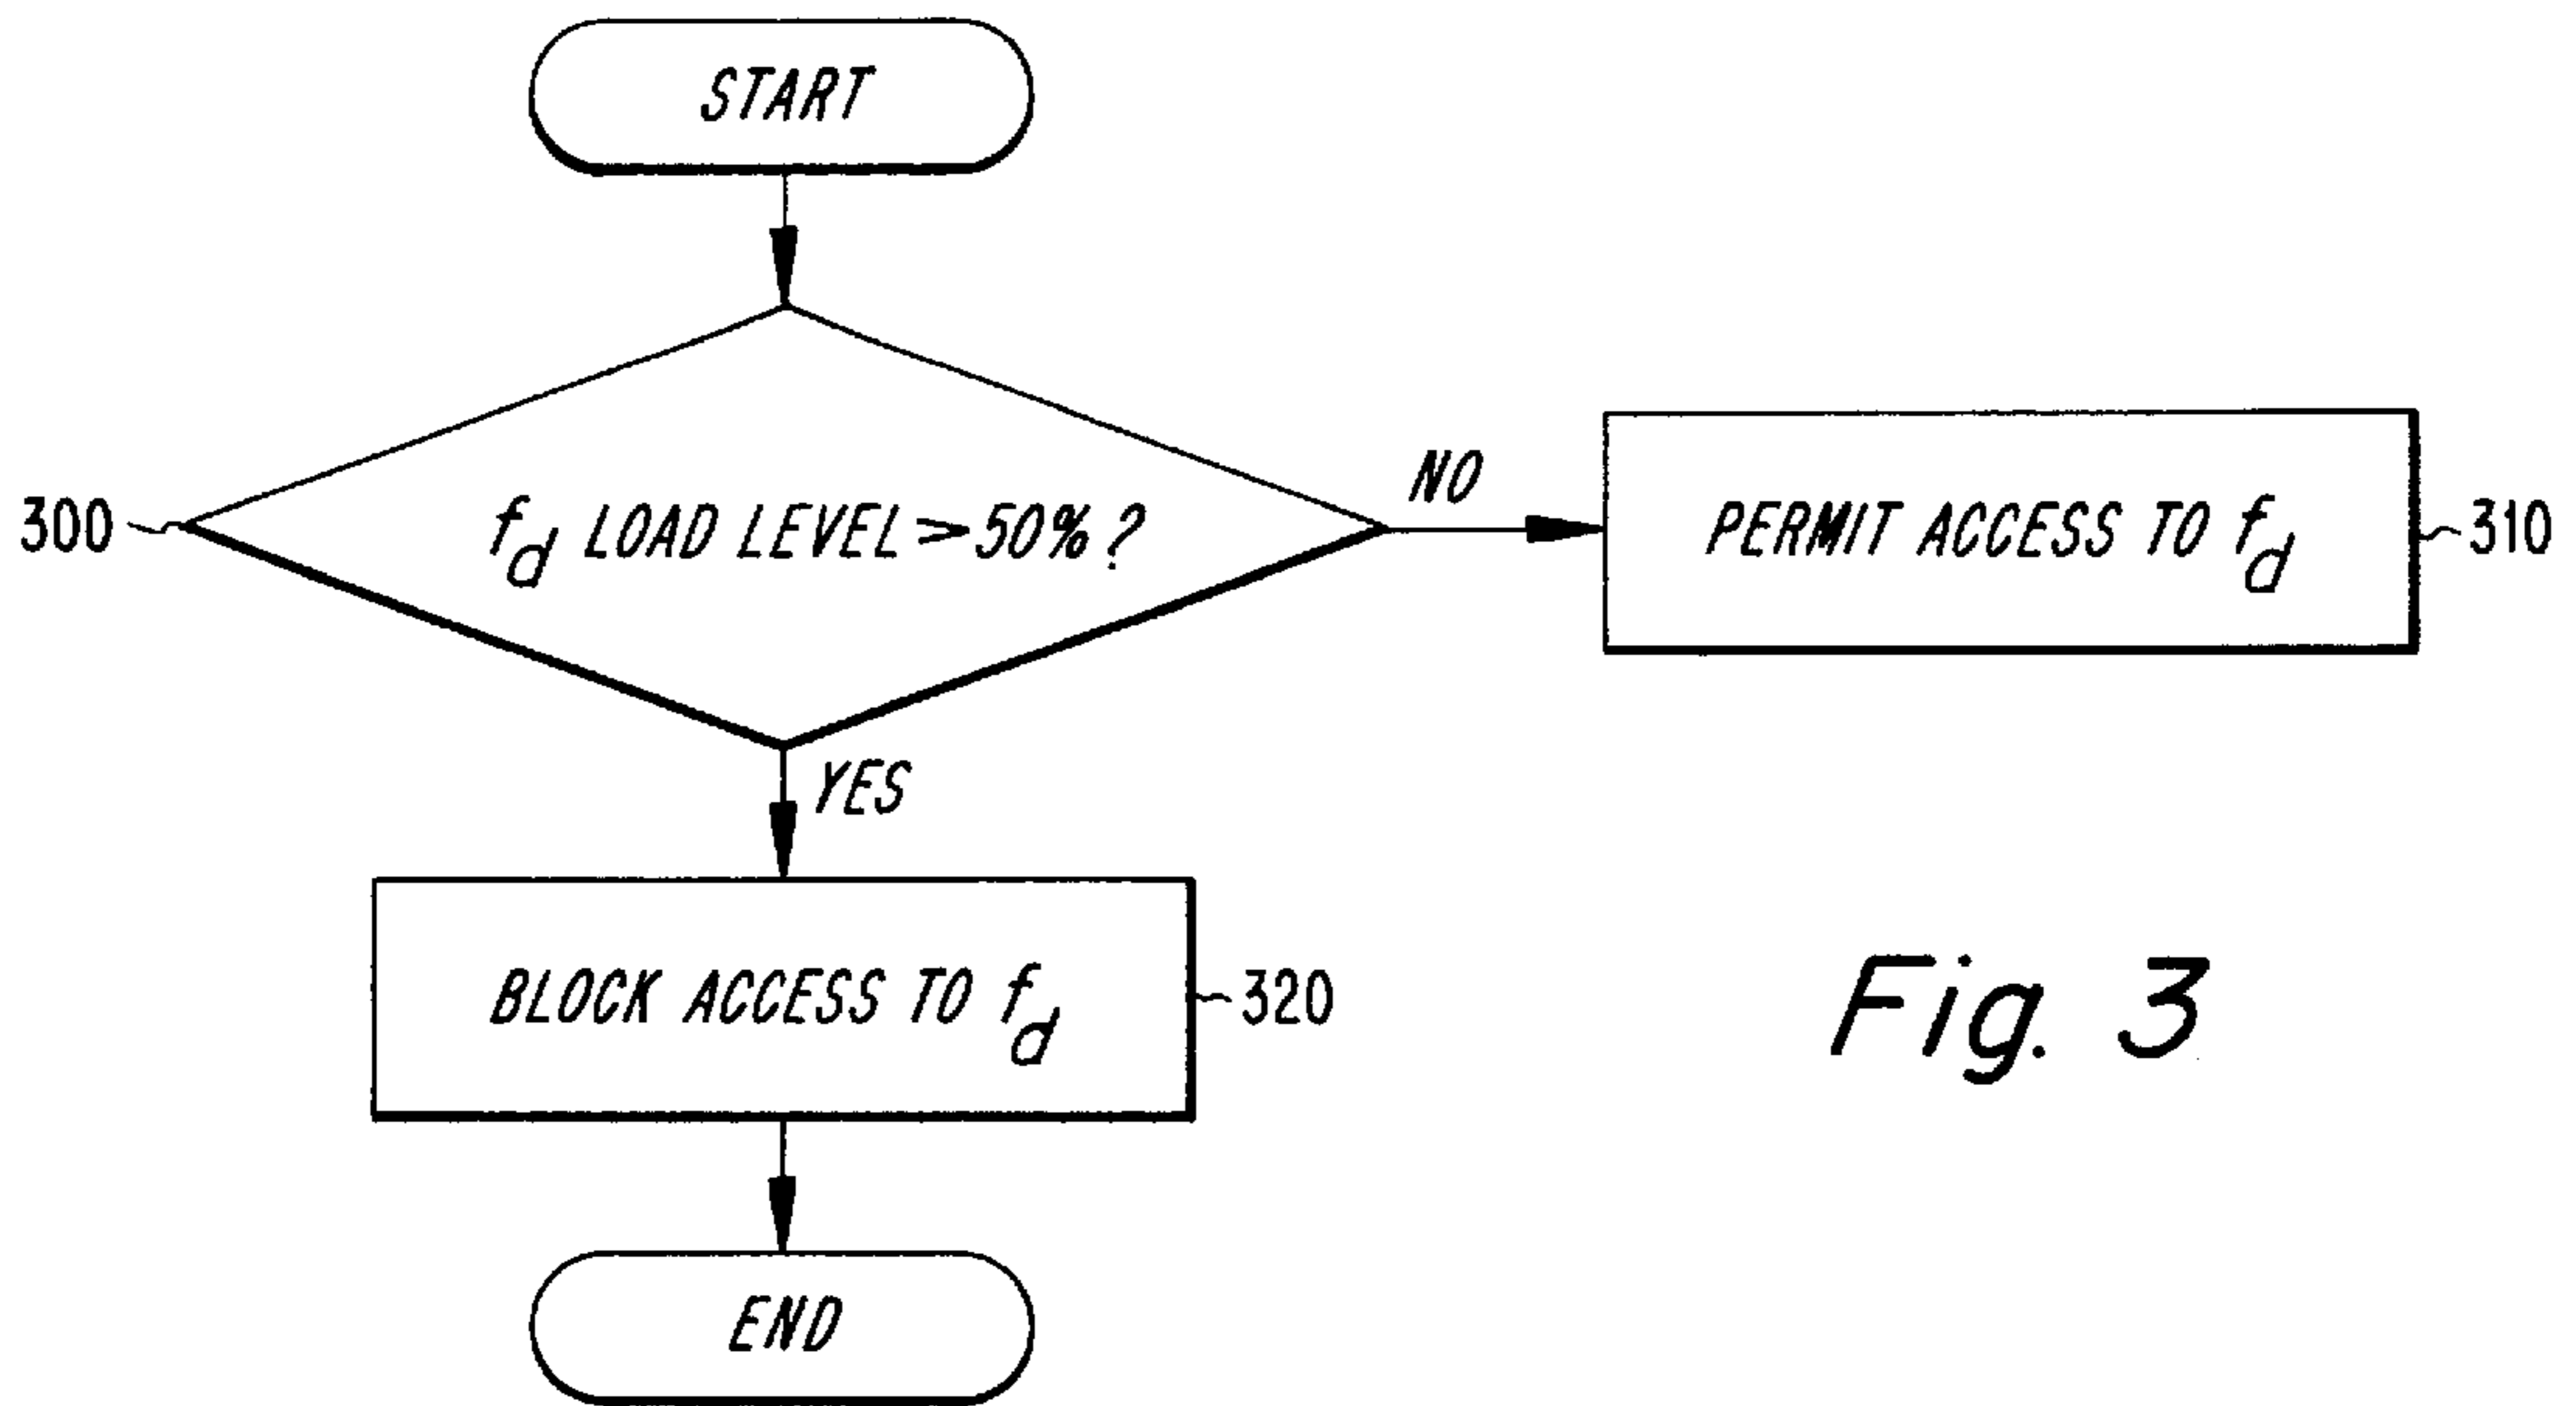 START
300
f_d LOAD LEVEL > 50% ?
NO
PERMIT ACCESS TO f_d
310
YES
BLOCK ACCESS TO f_d
320
Fig. 3
END